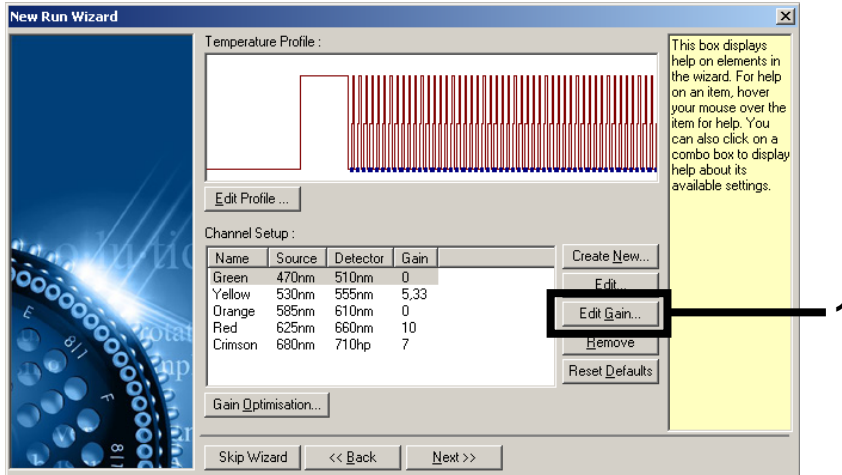 New Run Wizard
Temperature Profile :
Edit Profile ...
Channel Setup :
Name Source Detector Gain
Green 470nm 510nm 0
Yellow 530nm 555nm 5,33
Orange 585nm 610nm 0
Red 625nm 660nm 10
Crimson 680nm 710hp 7
Create New...
Edit...
Edit Gain...
Remove
Reset Defaults
Gain Optimisation...
Skip Wizard
<< Back
Next >>
This box displays
help on elements in
the wizard. For help
on an item, hover
your mouse over the
item for help. You
can also click on a
combo box to display
help about its
available settings.